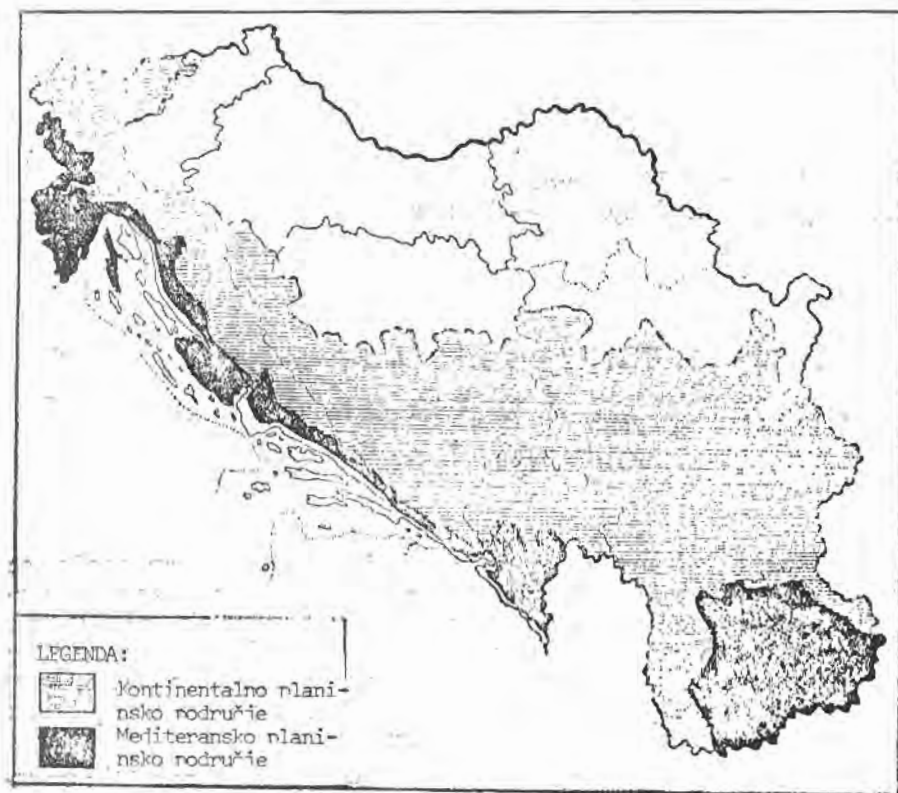 LEGENDA:
Kontinentalno plani-
nsko područje
Mediteransko plani-
nsko područje